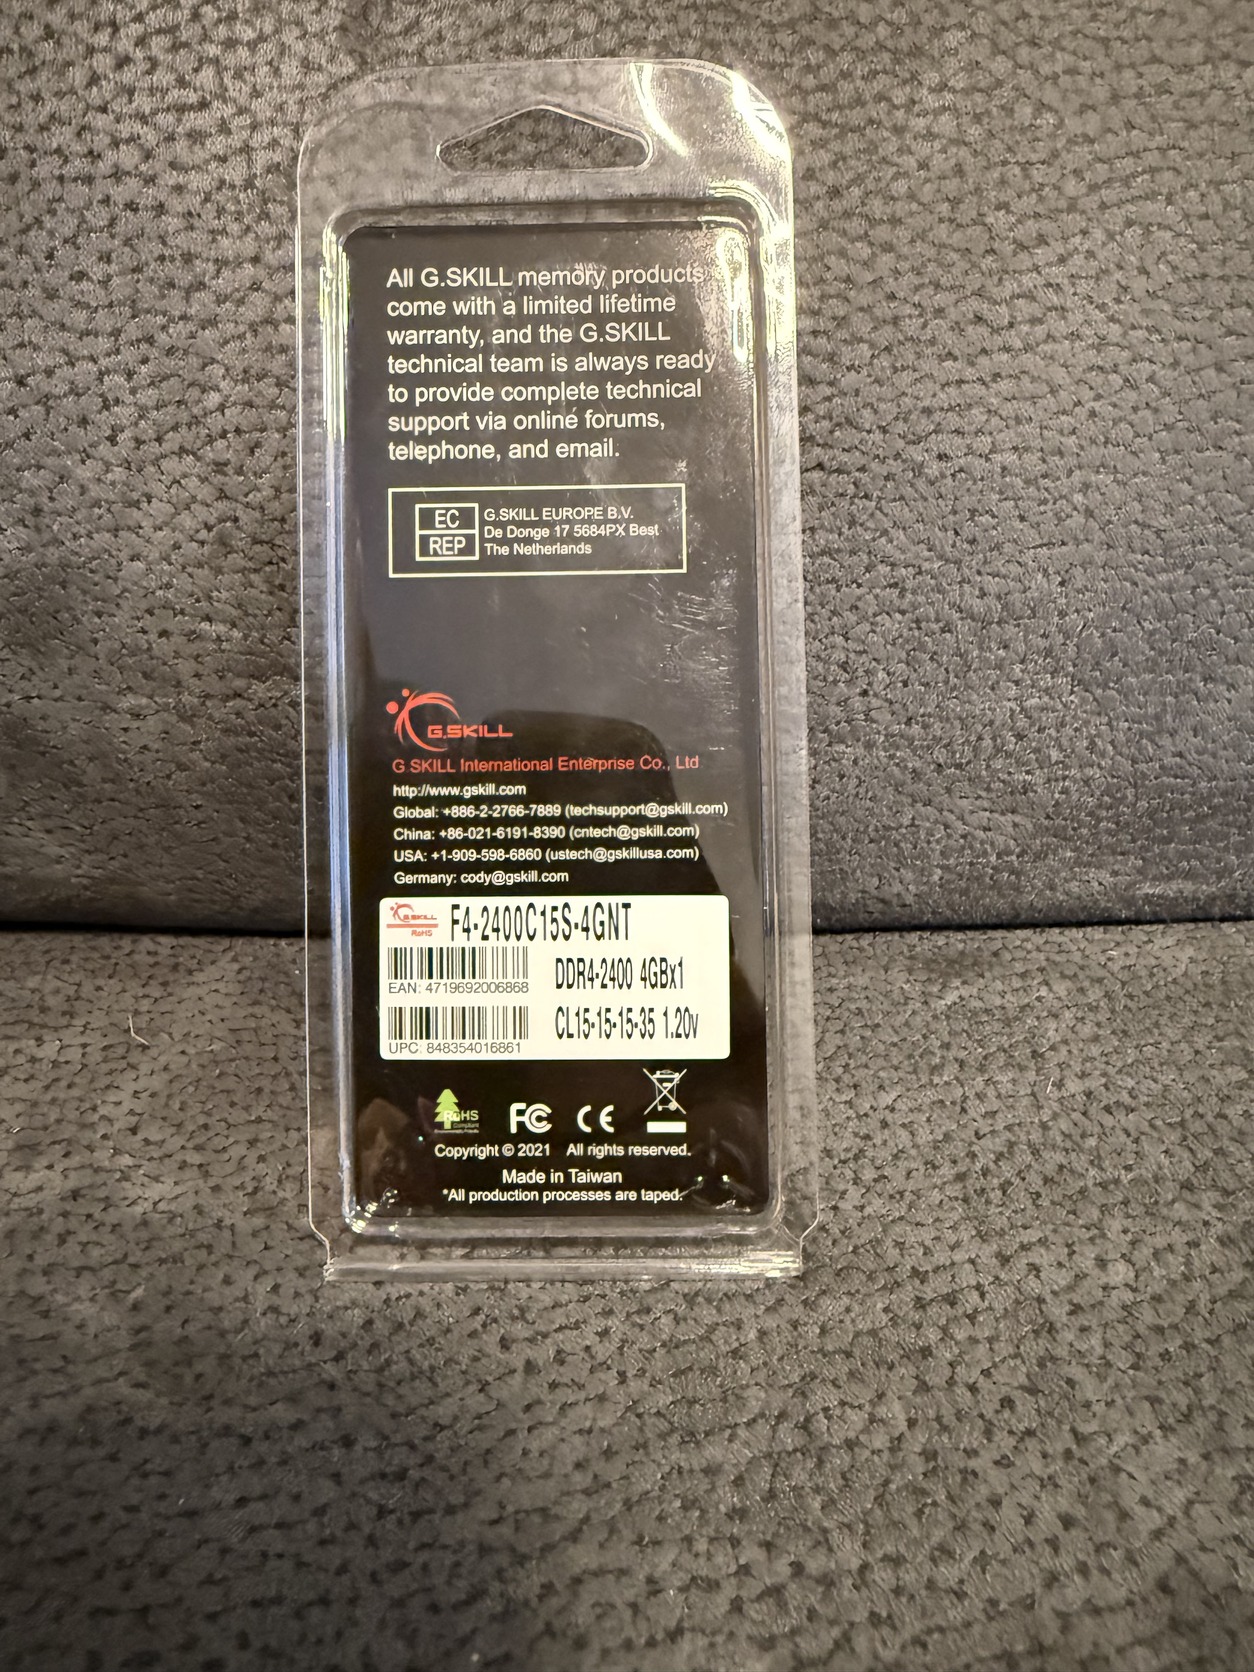 All G.SKILL memory products
come with a limited lifetime
warranty, and the G.SKILL
technical team is always ready
to provide complete technical
support via online forums,
telephone, and email.
EC
REP
G.SKILL EUROPE B.V.
De Donge 17 5684PX Best
The Netherlands
G.SKILL
G.SKILL International Enterprise Co., Ltd
http://www.gskill.com
Global: +886-2-2766-7889 (techsupport@gskill.com)
China: +86-021-6191-8390 (cntech@gskill.com)
USA: +1-909-598-6860 (ustech@gskillusa.com)
Germany: cody@gskill.com
G.SKILL
RoHS
F4-2400C15S-4GNT
DDR4-2400 4GBx1
EAN: 4719692006868
CL15-15-15-35 1.20v
UPC: 848354016861
RoHS
Compliant
Environmentally Friendly
FC CE
Copyright © 2021 All rights reserved.
Made in Taiwan
*All production processes are taped.